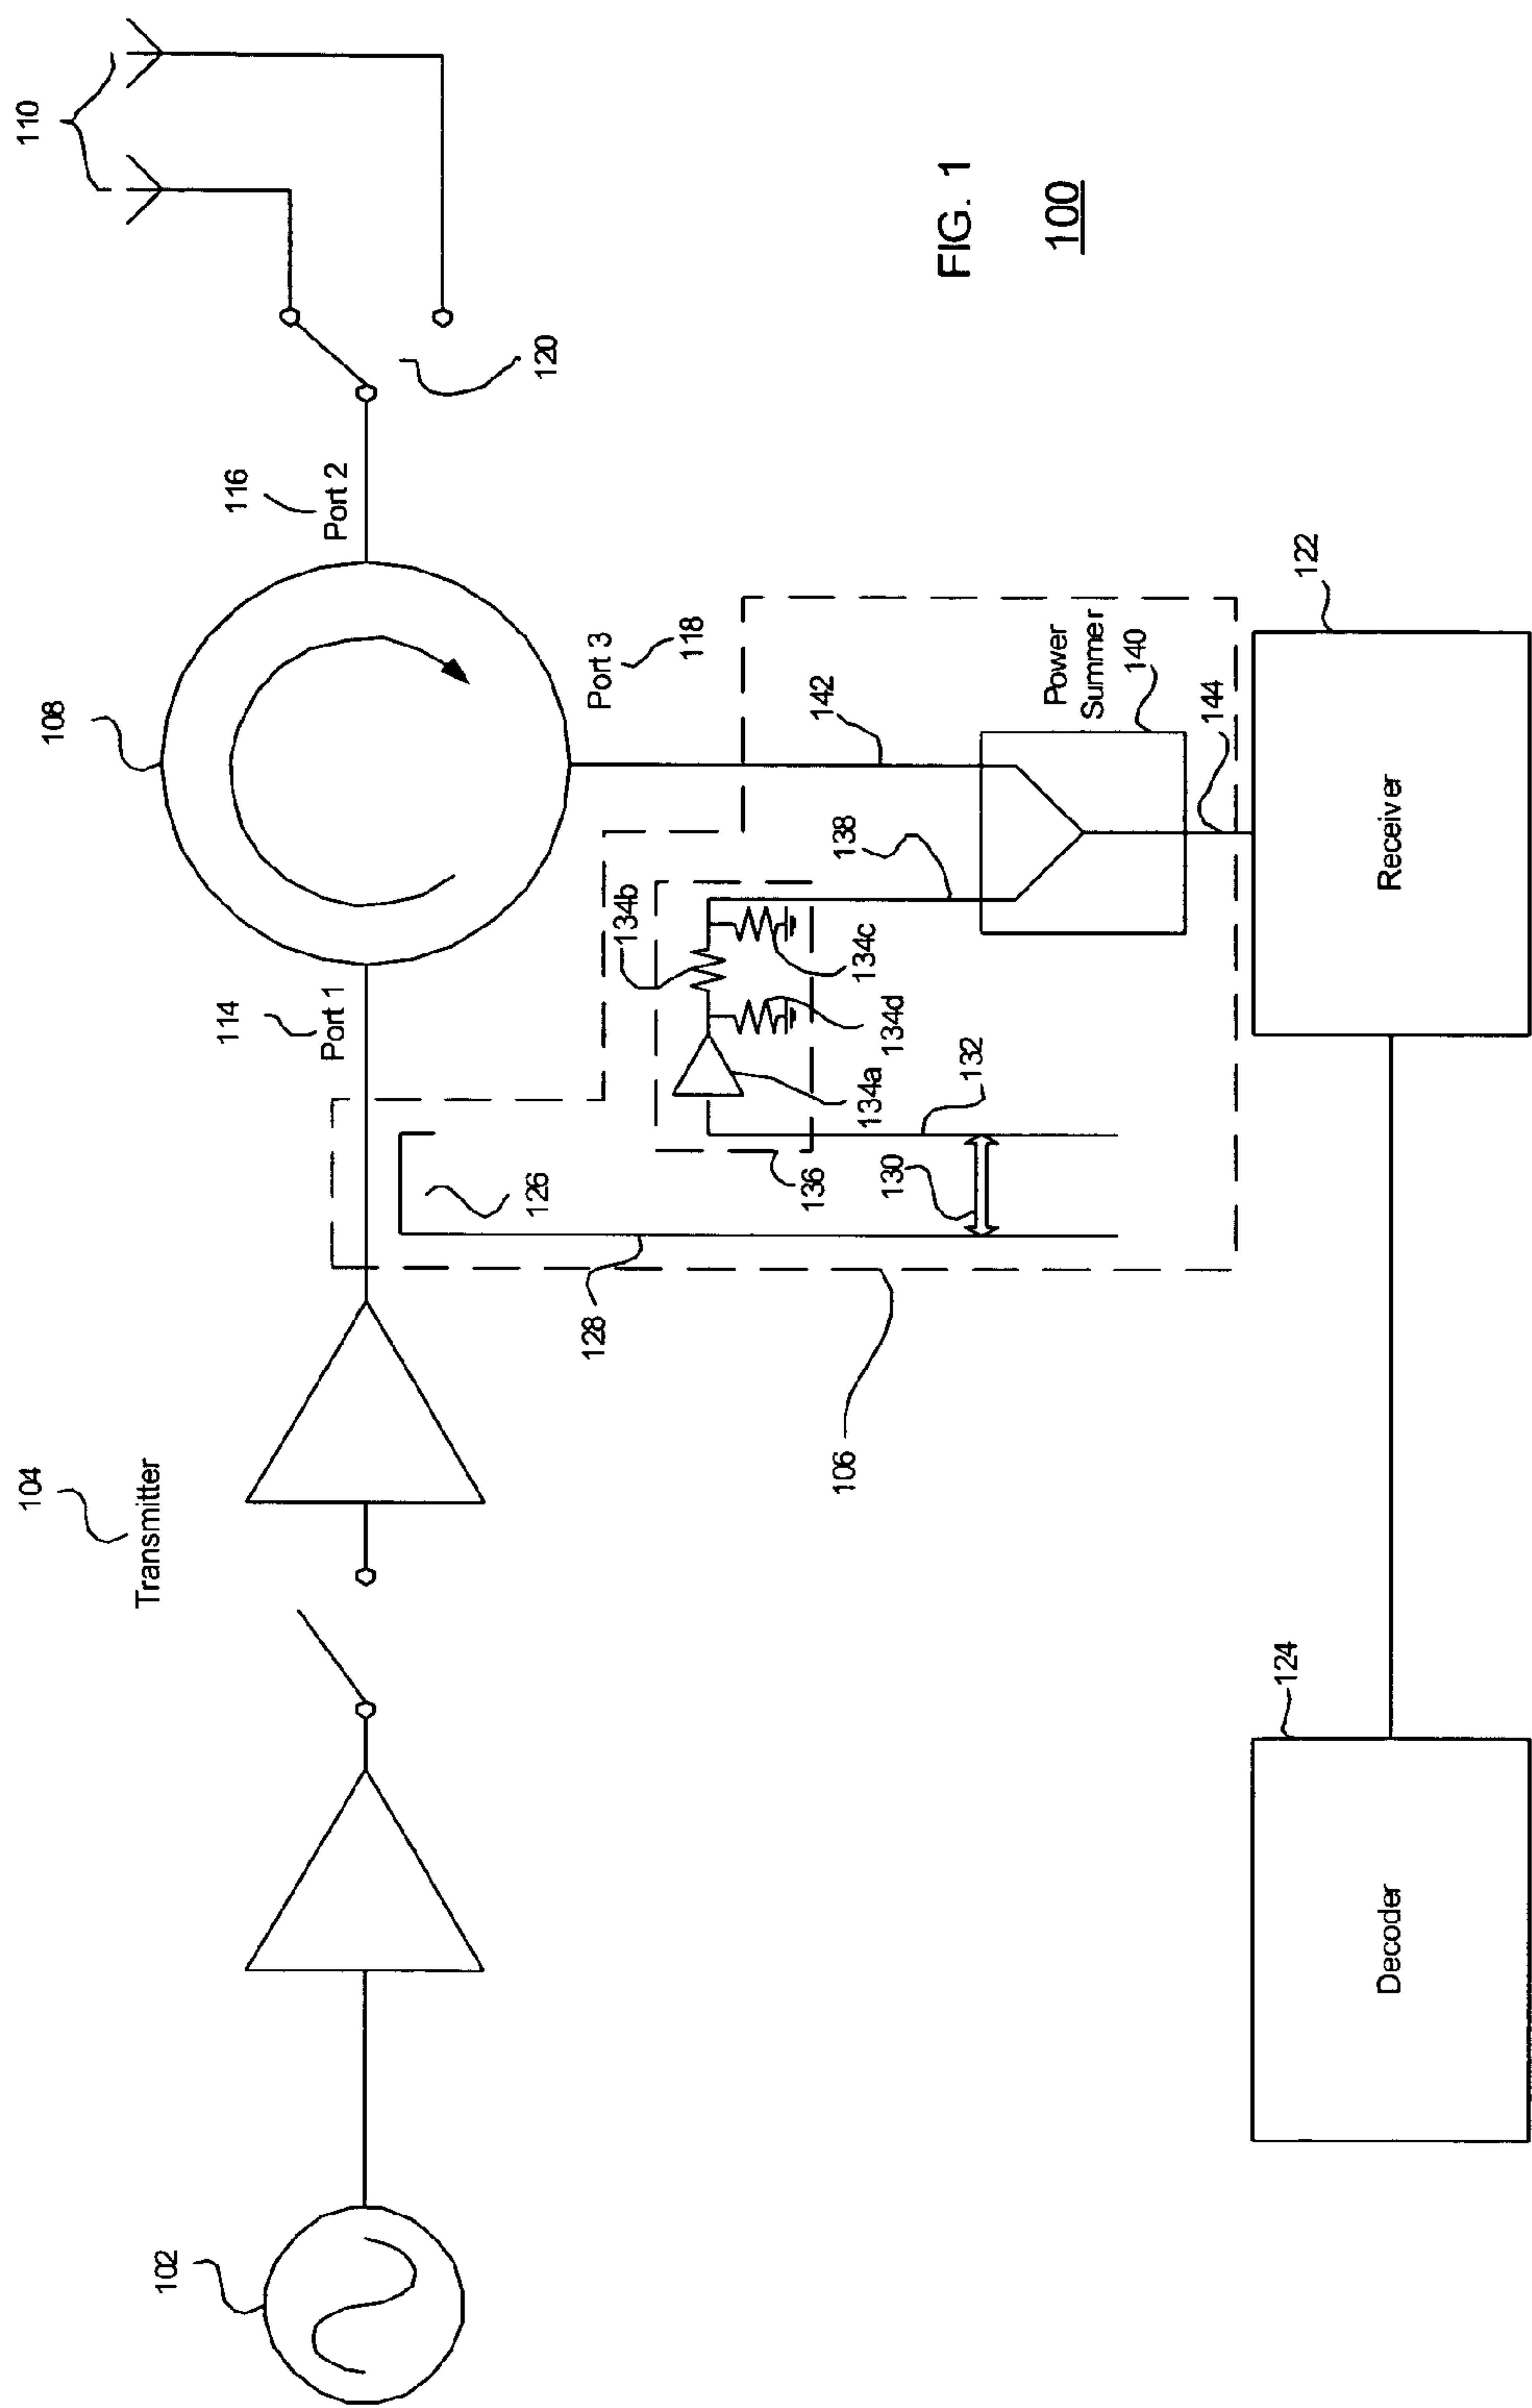 110
120
116
Port 2
FIG. 1
100
108
Port 3
118
114
Port 1
122
Power
Summer
140
142
144
138
134b
134c
134d
134a
132
130
136
126
128
106
Receiver
104
Transmitter
124
Decoder
102